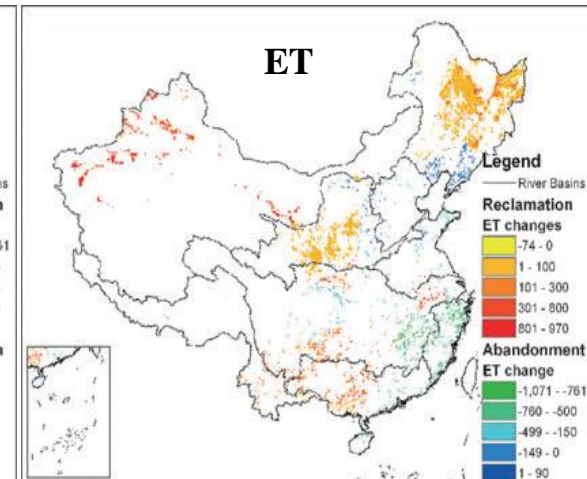 ET
Legend
River Basins
Reclamation
ET changes
-74 - 0
1 - 100
101 - 300
301 - 800
801 - 970
Abandonment
ET change
-1,071 - -761
-760 - -500
-499 - -150
-149 - 0
1 - 90